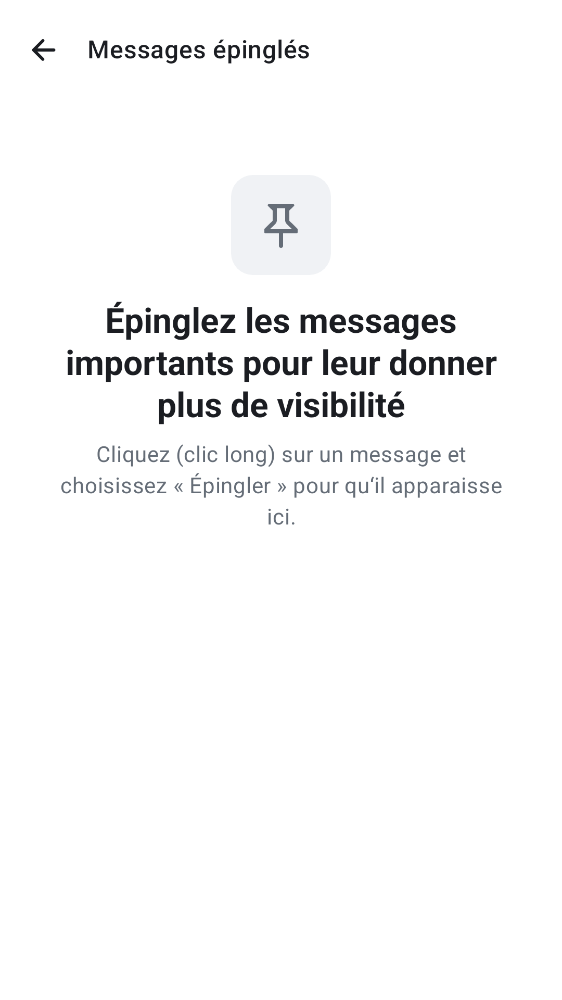 Messages épinglés
Épinglez les messages
importants pour leur donner
plus de visibilité
Cliquez (clic long) sur un message et
choisissez « Épingler » pour qu‘il apparaisse
ici.